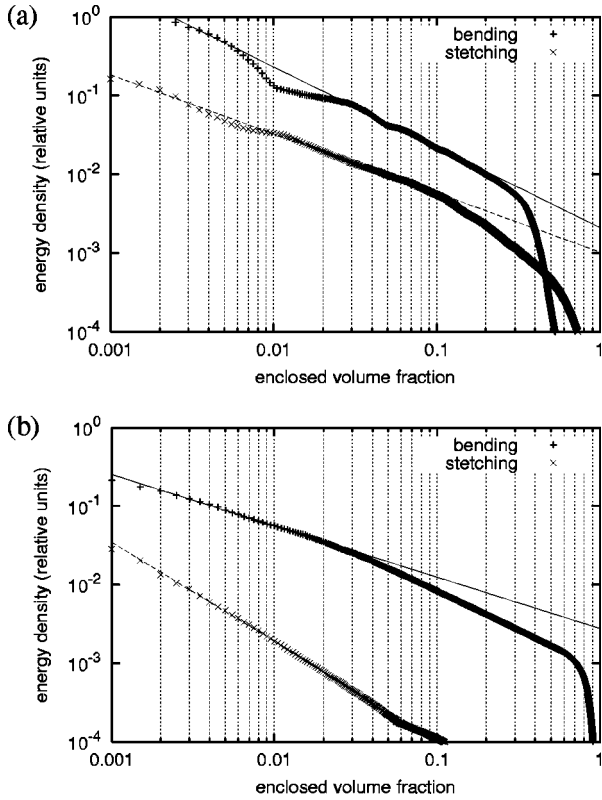 (a)
10^0
10^-1
10^-2
10^-3
10^-4
energy density (relative units)
bending +
stetching ×
0.001 0.01 0.1 1
enclosed volume fraction
(b)
10^0
10^-1
10^-2
10^-3
10^-4
energy density (relative units)
bending +
stetching ×
0.001 0.01 0.1 1
enclosed volume fraction